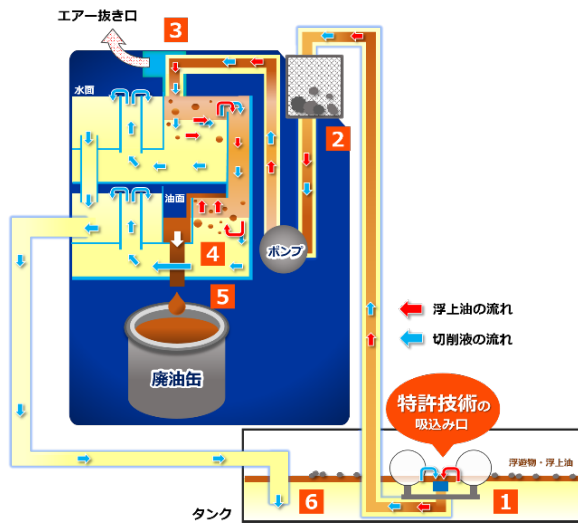 エアー抜き口
3
水面
2
油面
4
ポンプ
5
廃油缶
浮上油の流れ
切削液の流れ
特許技術の
吸込み口
浮遊物・浮上油
6
1
タンク